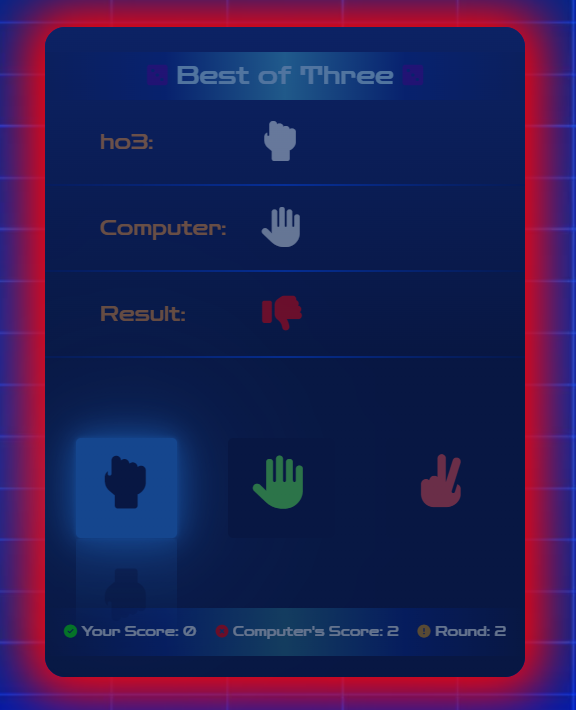 Best of Three
ho3:
Computer:
Result:
Your Score: 0 Computer's Score: 2 Round: 2